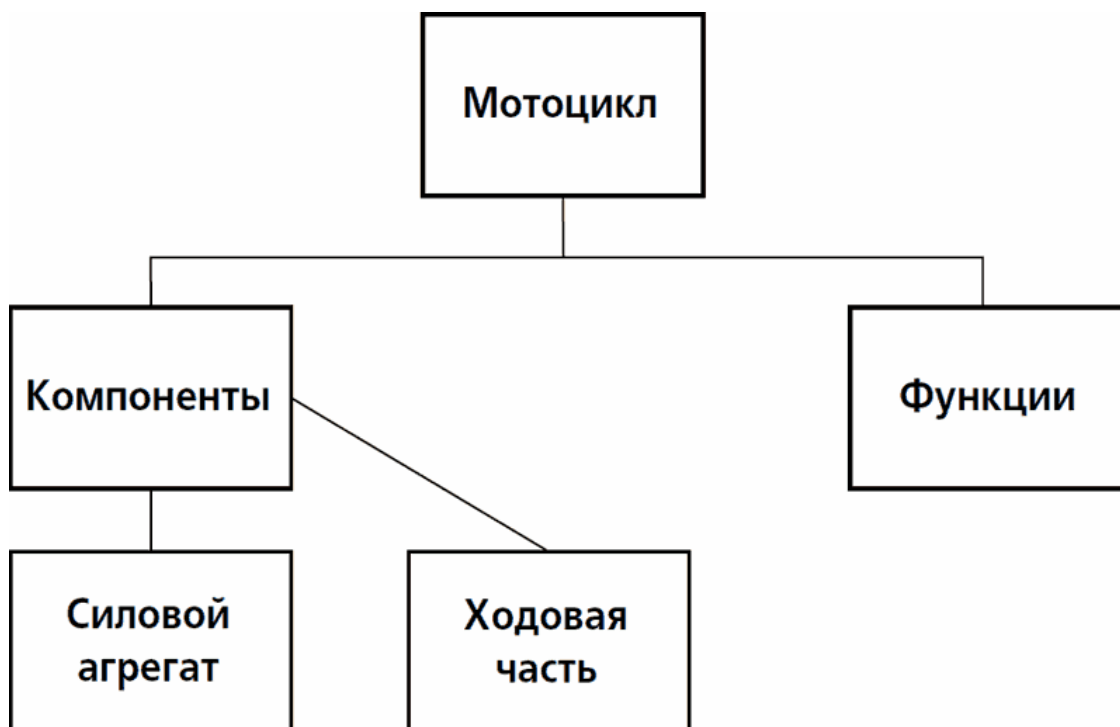 Мотоцикл
Компоненты
Функции
Силовой
агрегат
Ходовая
часть